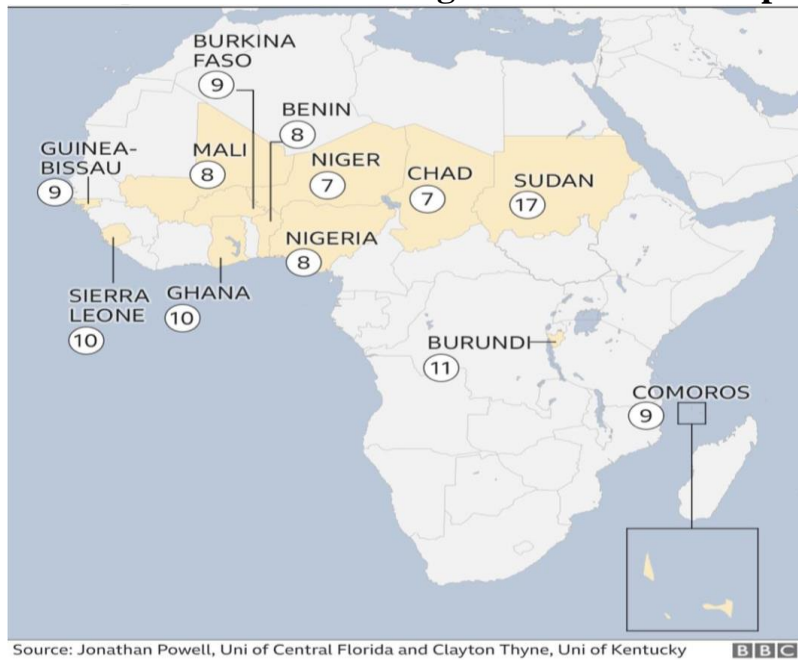 BURKINA
FASO
9
BENIN
8
GUINEA-
BISSAU
9
MALI
8
NIGER
7
CHAD
7
SUDAN
17
NIGERIA
8
SIERRA
LEONE
10
GHANA
10
BURUNDI
11
COMOROS
9
Source: Jonathan Powell, Uni of Central Florida and Clayton Thyne, Uni of Kentucky
BBC